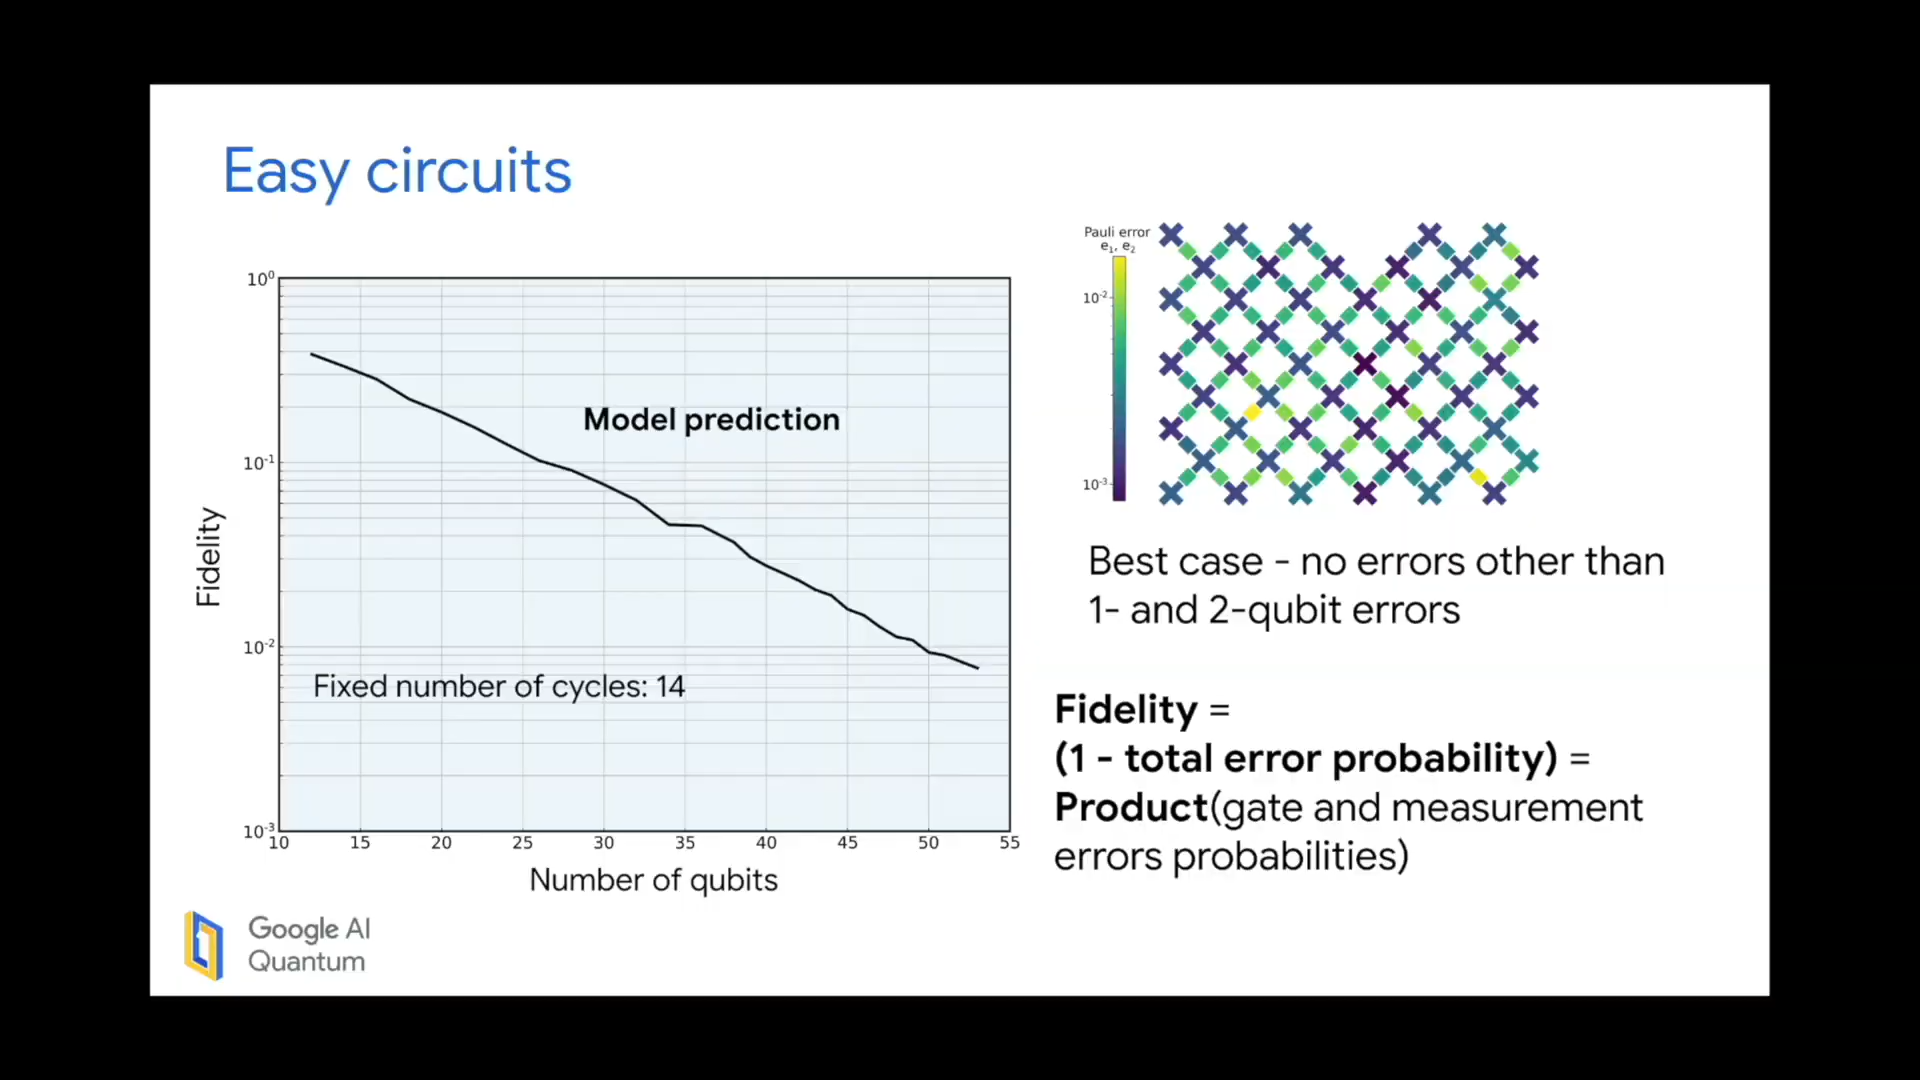 Easy circuits
10⁰
10⁻¹
10⁻²
10⁻³
Fidelity
Model prediction
Fixed number of cycles: 14
10 15 20 25 30 35 40 45 50 55
Number of qubits
Pauli error
e₁, e₂
10⁻²
10⁻³
Best case - no errors other than
1- and 2-qubit errors
Fidelity =
(1 - total error probability) =
Product(gate and measurement
errors probabilities)
Google AI
Quantum